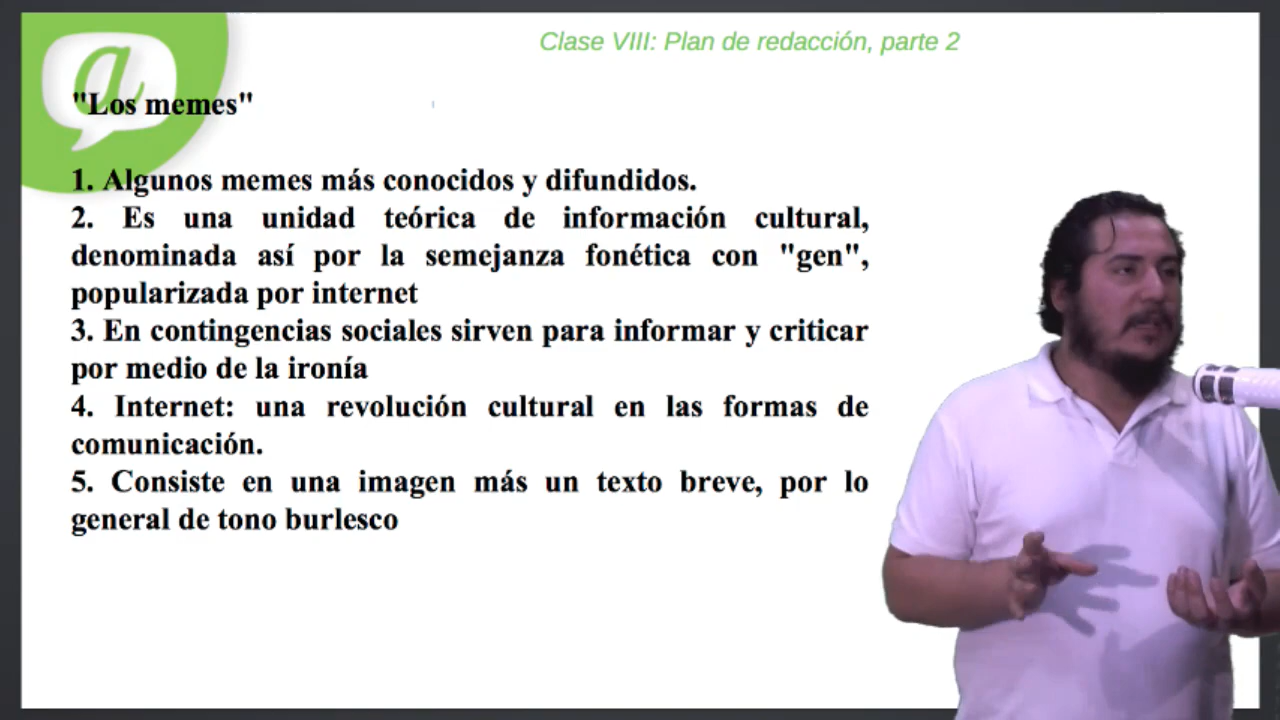 Clase VIII: Plan de redacción, parte 2
a
"Los memes"
1. Algunos memes más conocidos y difundidos.
2. Es una unidad teórica de información cultural,
denominada así por la semejanza fonética con "gen",
popularizada por internet
3. En contingencias sociales sirven para informar y criticar
por medio de la ironía
4. Internet: una revolución cultural en las formas de
comunicación.
5. Consiste en una imagen más un texto breve, por lo
general de tono burlesco